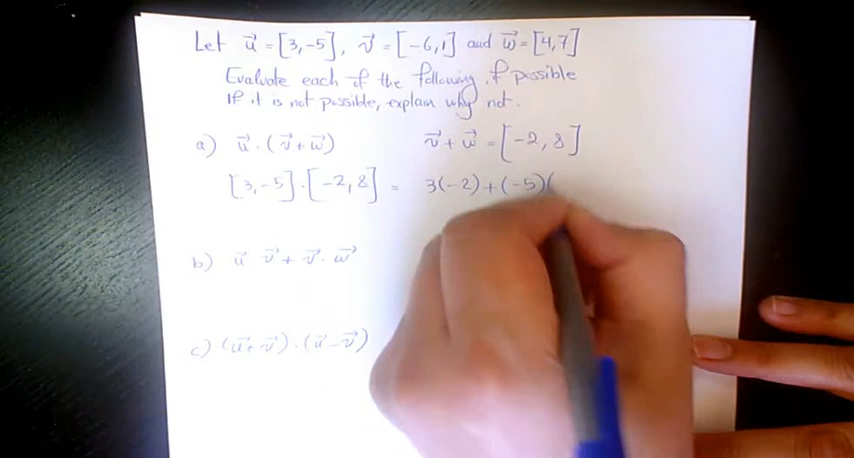 Let u⃗ = [3, -5], v⃗ = [-6, 1] and w⃗ = [4, 7]
Evaluate each of the following, if possible
If it is not possible, explain why not.
a) u⃗ · (v⃗ + w⃗) v⃗ + w⃗ = [-2, 8]
[3, -5] · [-2, 8] = 3(-2) + (-5)(
b) u⃗ v⃗ + v⃗ · w⃗
c) (u⃗ + v⃗) · (u⃗ - v⃗)